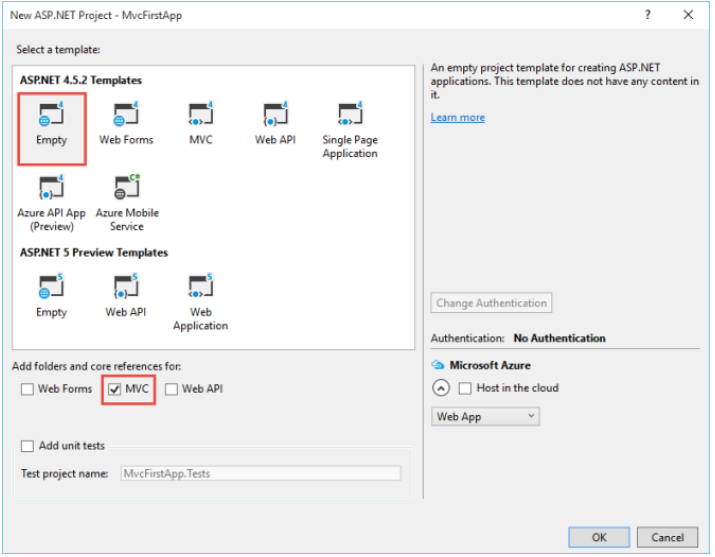 New ASP.NET Project - MvcFirstApp
?
Select a template:
ASP.NET 4.5.2 Templates
Empty
Web Forms
MVC
Web API
Single Page
Application
Azure API App
(Preview)
Azure Mobile
Service
ASP.NET 5 Preview Templates
Empty
Web API
Web
Application
An empty project template for creating ASP.NET
applications. This template does not have any content in
it.
Learn more
Change Authentication
Authentication: No Authentication
Microsoft Azure
Host in the cloud
Web App
Add folders and core references for:
Web Forms
MVC
Web API
Add unit tests
Test project name: MvcFirstApp.Tests
OK
Cancel